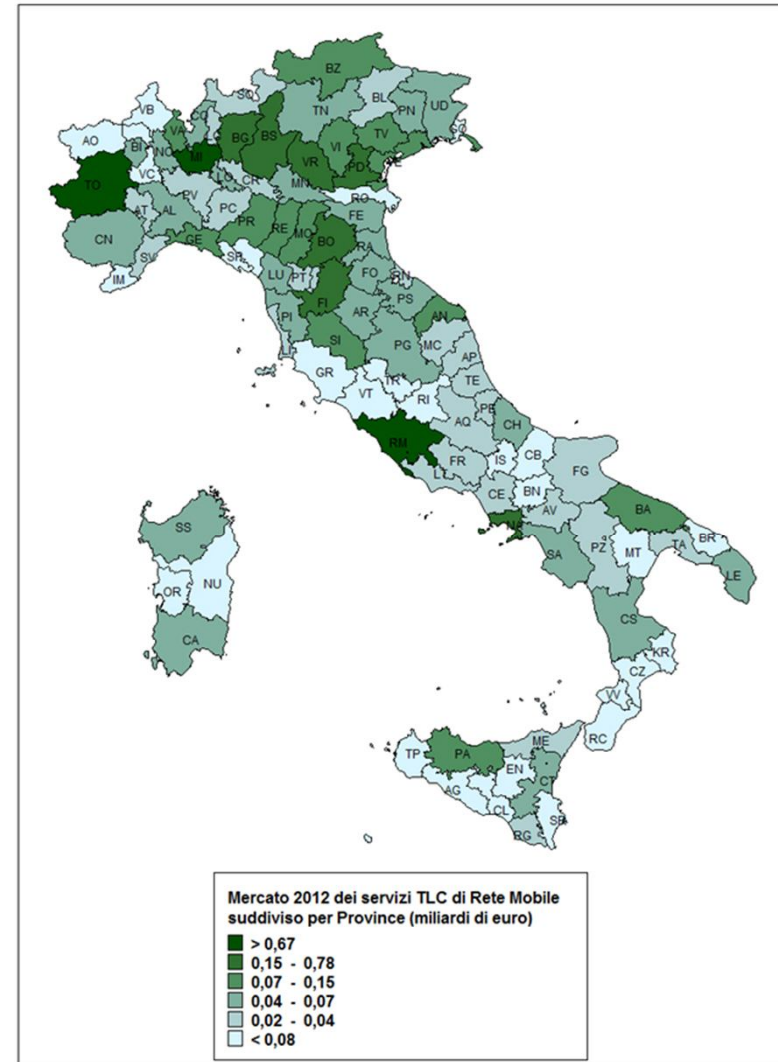 BZ
SO
BL
VB
TN
PN
UD
CO
LC
GO
AO
VA
BG
BS
TV
BI
NO
MI
VI
VE
VR
PD
TO
VC
LO
CR
MN
PV
RO
AT
PC
AL
FE
PR
RE
MO
CN
BO
GE
RA
SV
SP
FO
RN
LU
PT
IM
PS
FI
PI
AR
AN
LI
SI
MC
PG
AP
GR
TR
TE
VT
RI
PE
AQ
CH
RM
CB
FR
IS
FG
LT
CE
BN
AV
BA
NA
BR
SS
SA
PZ
MT
TA
LE
NU
OR
CS
CA
KR
CZ
VV
RC
ME
TP
PA
EN
CT
AG
CL
SR
RG
Mercato 2012 dei servizi TLC di Rete Mobile
suddiviso per Province (miliardi di euro)
> 0,67
0,15 - 0,78
0,07 - 0,15
0,04 - 0,07
0,02 - 0,04
< 0,08